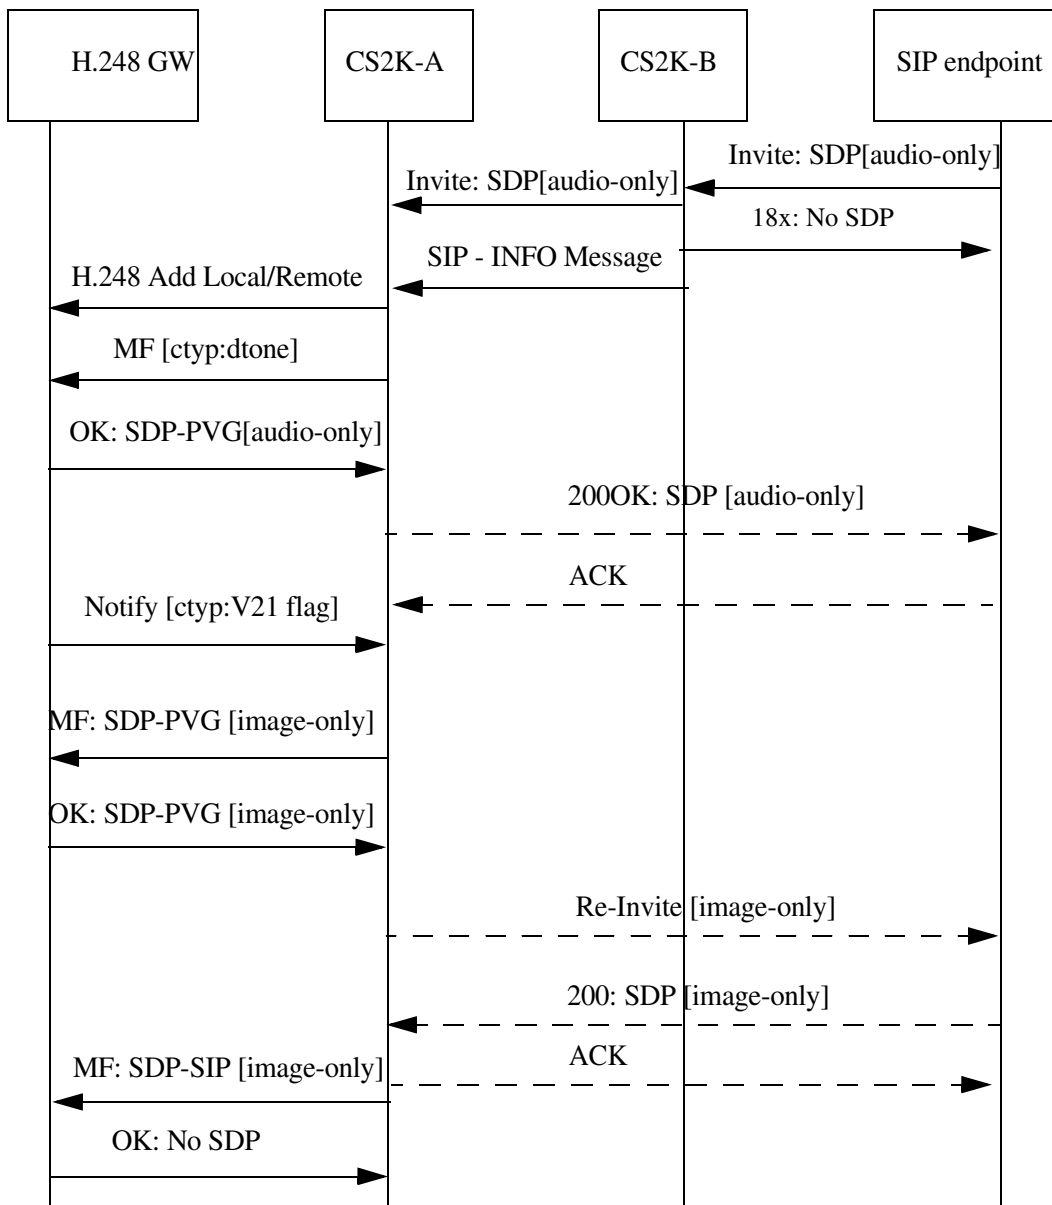 H.248 GW
CS2K-A
CS2K-B
SIP endpoint
Invite: SDP[audio-only]
Invite: SDP[audio-only]
18x: No SDP
SIP - INFO Message
H.248 Add Local/Remote
MF [ctyp:dtone]
OK: SDP-PVG[audio-only]
200OK: SDP [audio-only]
ACK
Notify [ctyp:V21 flag]
MF: SDP-PVG [image-only]
OK: SDP-PVG [image-only]
Re-Invite [image-only]
200: SDP [image-only]
ACK
MF: SDP-SIP [image-only]
OK: No SDP